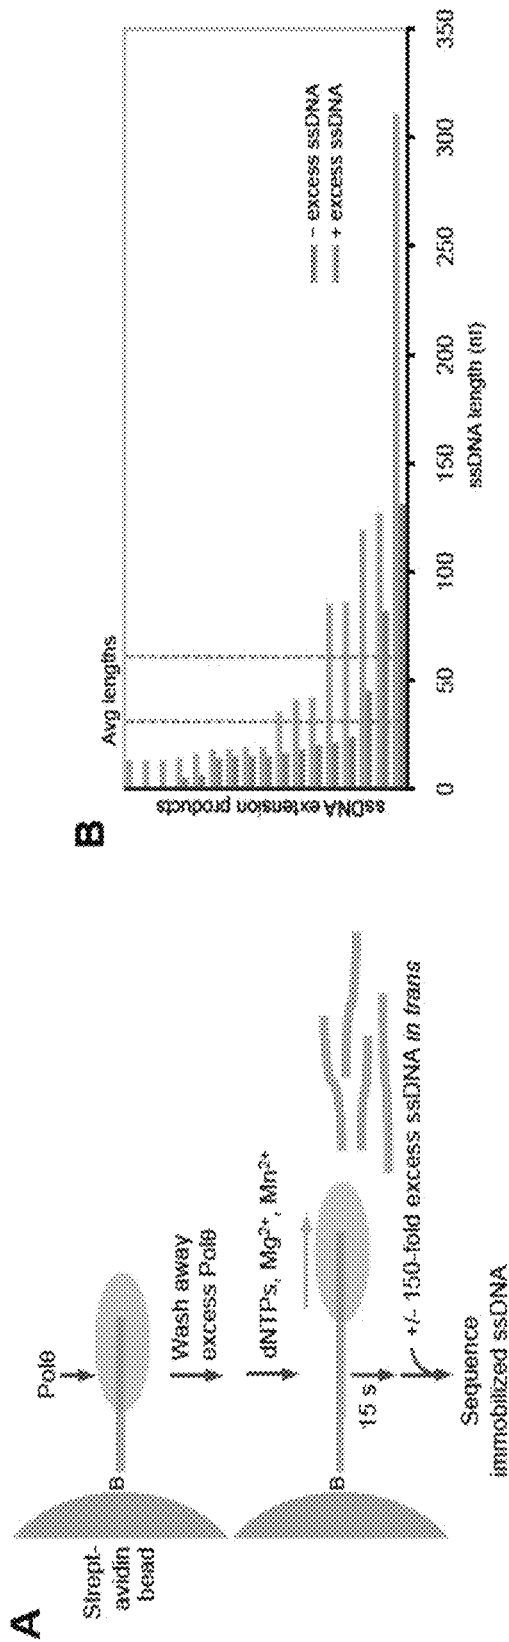 A
Strept-
avidin
bead
B
Polθ
Wash away
excess Polθ
dNTPs, Mg2+, Mn2+
B
15 s
+/- 150-fold excess ssDNA in trans
Sequence
immobilized ssDNA
B
Avg lengths
ssDNA extension products
- excess ssDNA
+ excess ssDNA
0 50 100 150 200 250 300 350
ssDNA length (nt)